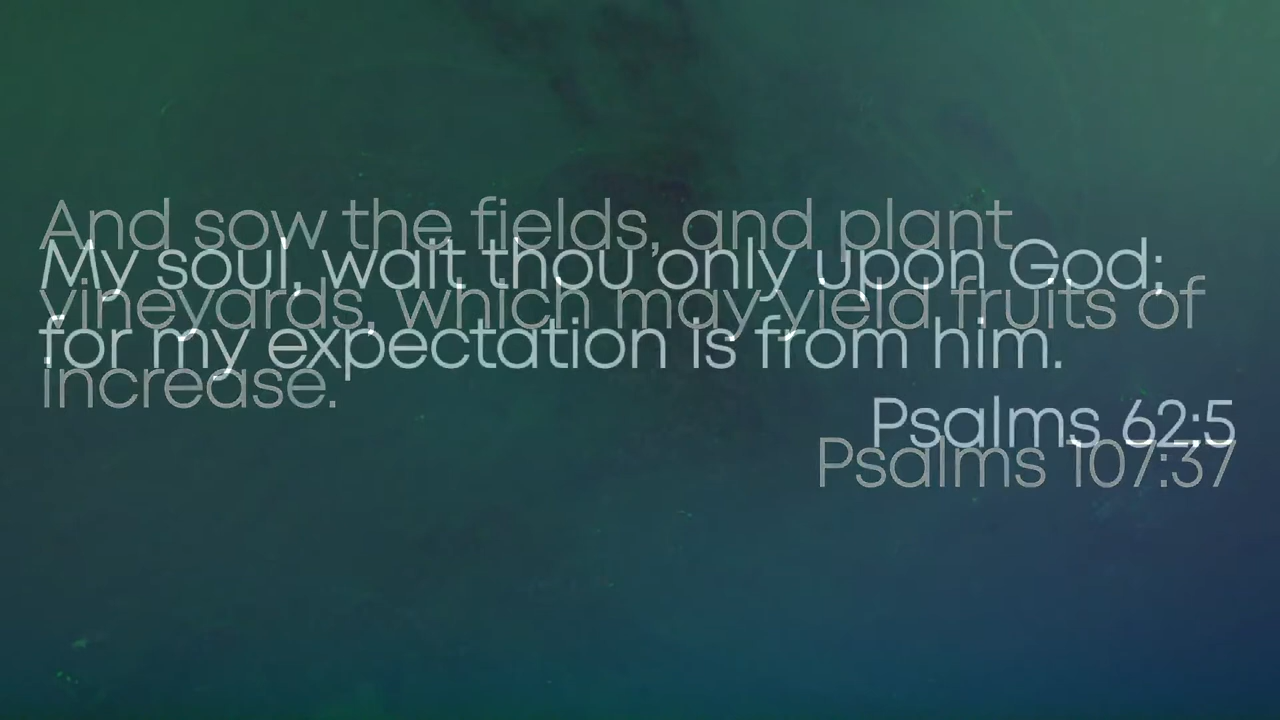 And sow the fields, and plant
vineyards, which may yield fruits of
increase.
Psalms 107:37
My soul, wait thou only upon God;
for my expectation is from him.
Psalms 62:5